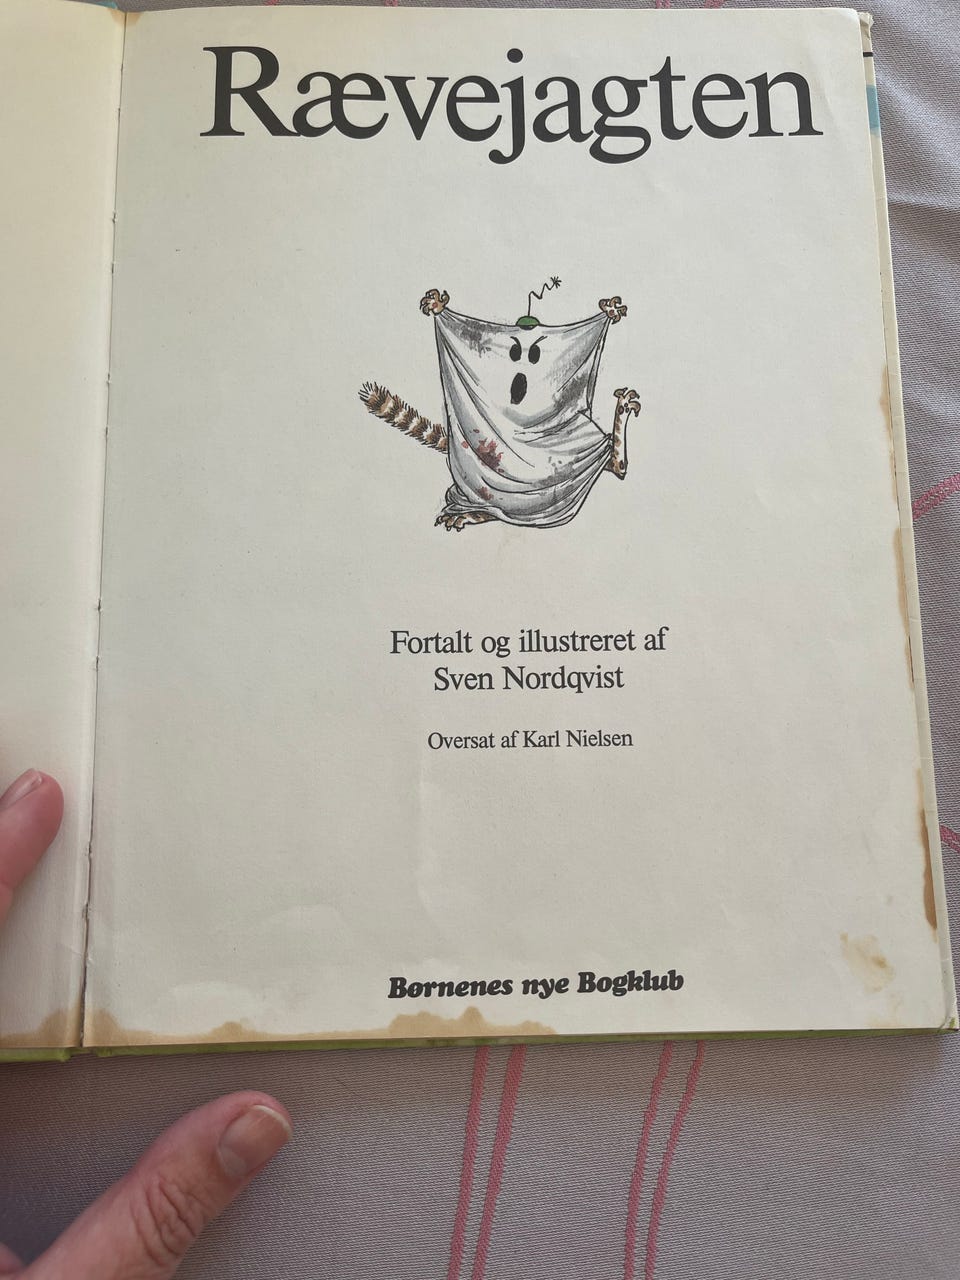 Rævejagten
Fortalt og illustreret af
Sven Nordqvist
Oversat af Karl Nielsen
Børnenes nye Bogklub